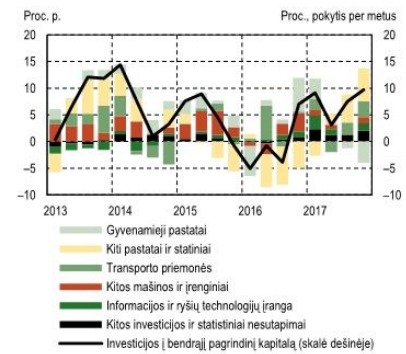 Proc. p. Proc., pokytis per metus
20 20
15 15
10 10
5 5
0 0
–5 –5
–10 –10
2013 2014 2015 2016 2017
Gyvenamieji pastatai
Kiti pastatai ir statiniai
Transporto priemonės
Kitos mašinos ir įrenginiai
Informacijos ir ryšių technologijų įranga
Kitos investicijos ir statistiniai nesutapimai
Investicijos į bendrąjį pagrindinį kapitalą (skalė dešinėje)